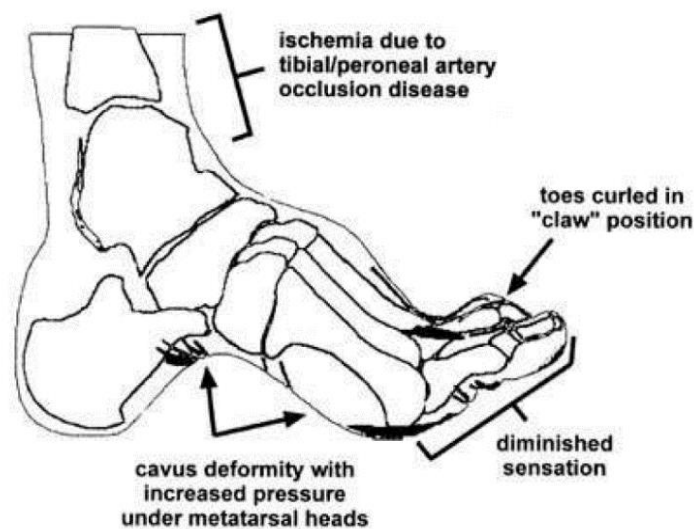 ischemia due to
tibial/peroneal artery
occlusion disease
toes curled in
"claw" position
diminished
sensation
cavus deformity with
increased pressure
under metatarsal heads